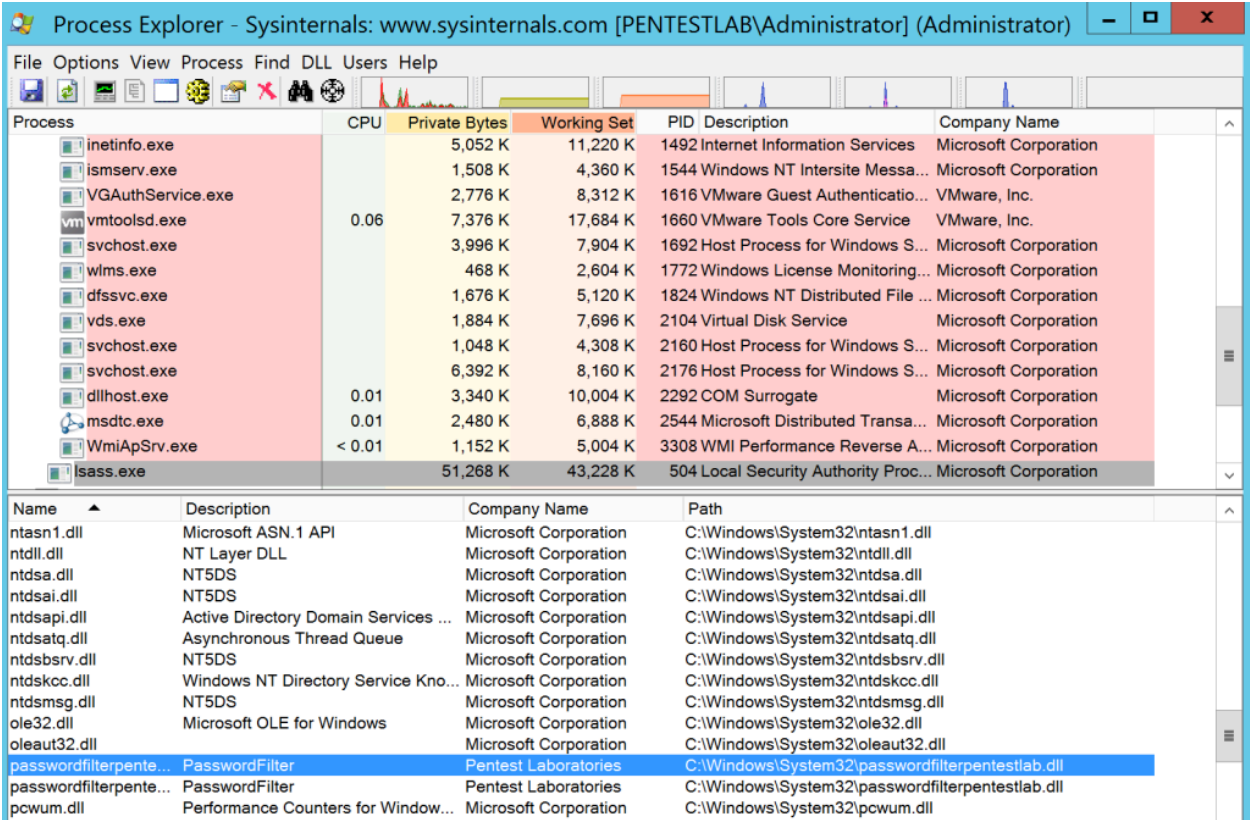 Process Explorer - Sysinternals: www.sysinternals.com [PENTESTLAB\Administrator] (Administrator)
File Options View Process Find DLL Users Help
Process CPU Private Bytes Working Set PID Description Company Name
inetinfo.exe 5,052 K 11,220 K 1492 Internet Information Services Microsoft Corporation
ismserv.exe 1,508 K 4,360 K 1544 Windows NT Intersite Messa... Microsoft Corporation
VGAuthService.exe 2,776 K 8,312 K 1616 VMware Guest Authenticatio... VMware, Inc.
vm vmtoolsd.exe 0.06 7,376 K 17,684 K 1660 VMware Tools Core Service VMware, Inc.
svchost.exe 3,996 K 7,904 K 1692 Host Process for Windows S... Microsoft Corporation
wlms.exe 468 K 2,604 K 1772 Windows License Monitoring... Microsoft Corporation
dfssvc.exe 1,676 K 5,120 K 1824 Windows NT Distributed File ... Microsoft Corporation
vds.exe 1,884 K 7,696 K 2104 Virtual Disk Service Microsoft Corporation
svchost.exe 1,048 K 4,308 K 2160 Host Process for Windows S... Microsoft Corporation
svchost.exe 6,392 K 8,160 K 2176 Host Process for Windows S... Microsoft Corporation
dllhost.exe 0.01 3,340 K 10,004 K 2292 COM Surrogate Microsoft Corporation
msdtc.exe 0.01 2,480 K 6,888 K 2544 Microsoft Distributed Transa... Microsoft Corporation
WmiApSrv.exe < 0.01 1,152 K 5,004 K 3308 WMI Performance Reverse A... Microsoft Corporation
lsass.exe 51,268 K 43,228 K 504 Local Security Authority Proc... Microsoft Corporation
Name Description Company Name Path
ntasn1.dll Microsoft ASN.1 API Microsoft Corporation C:\Windows\System32\ntasn1.dll
ntdll.dll NT Layer DLL Microsoft Corporation C:\Windows\System32\ntdll.dll
ntdsa.dll NT5DS Microsoft Corporation C:\Windows\System32\ntdsa.dll
ntdsai.dll NT5DS Microsoft Corporation C:\Windows\System32\ntdsai.dll
ntdsapi.dll Active Directory Domain Services ... Microsoft Corporation C:\Windows\System32\ntdsapi.dll
ntdsatq.dll Asynchronous Thread Queue Microsoft Corporation C:\Windows\System32\ntdsatq.dll
ntdsbsrv.dll NT5DS Microsoft Corporation C:\Windows\System32\ntdsbsrv.dll
ntdskcc.dll Windows NT Directory Service Kno... Microsoft Corporation C:\Windows\System32\ntdskcc.dll
ntdsmsg.dll NT5DS Microsoft Corporation C:\Windows\System32\ntdsmsg.dll
ole32.dll Microsoft OLE for Windows Microsoft Corporation C:\Windows\System32\ole32.dll
oleaut32.dll Microsoft Corporation C:\Windows\System32\oleaut32.dll
passwordfilterpente... PasswordFilter Pentest Laboratories C:\Windows\System32\passwordfilterpentestlab.dll
passwordfilterpente... PasswordFilter Pentest Laboratories C:\Windows\System32\passwordfilterpentestlab.dll
pcwum.dll Performance Counters for Window... Microsoft Corporation C:\Windows\System32\pcwum.dll